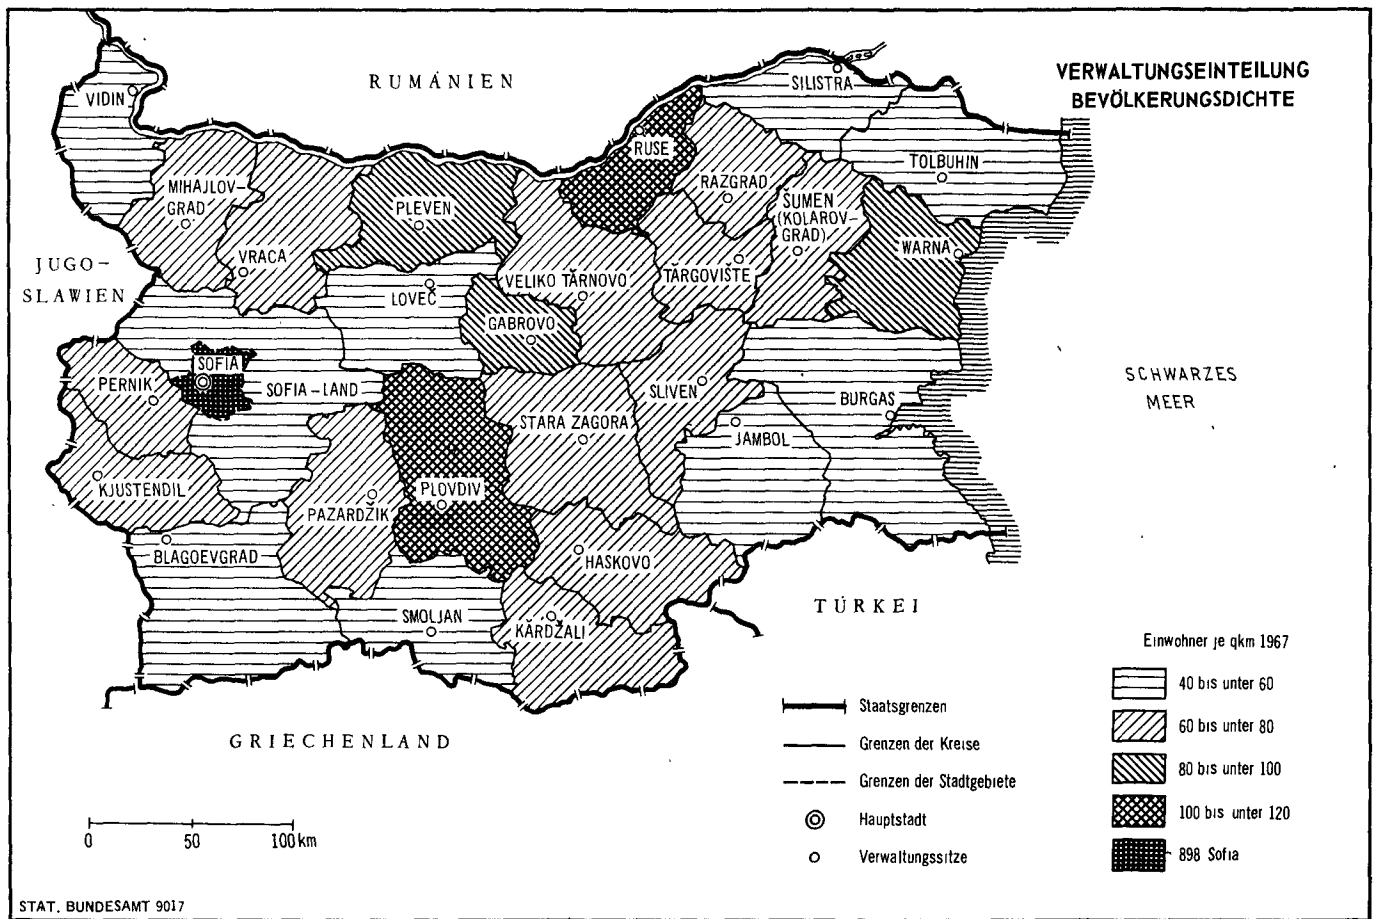 VERWALTUNGSEINTEILUNG
BEVÖLKERUNGSDICHTE
RUMÁNIEN
SILISTRA
VIDIN
RUSE
TOLBUHIN
MIHAJLOV-
GRAD
PLEVEN
RAZGRAD
ŠUMEN
(KOLAROV-
GRAD)
WARNA
VRACA
JUGO-
SLAWIEN
LOVEČ
VELIKO TĂRNOVO
TĂRGOVIŠTE
GABROVO
SOFIA
SOFIA-LAND
PERNIK
SLIVEN
BURGAS
SCHWARZES
MEER
STARA ZAGORA
JAMBOL
KJUSTENDIL
PAZARDŽIK
PLOVDIV
BLAGOEVGRAD
HASKOVO
SMOLJAN
KĂRDŽALI
TÜRKEI
GRIECHENLAND
Staatsgrenzen
Grenzen der Kreise
Grenzen der Stadtgebiete
Hauptstadt
Verwaltungssitze
Einwohner je qkm 1967
40 bis unter 60
60 bis unter 80
80 bis unter 100
100 bis unter 120
898 Sofia
0 50 100 km
STAT. BUNDESAMT 9017